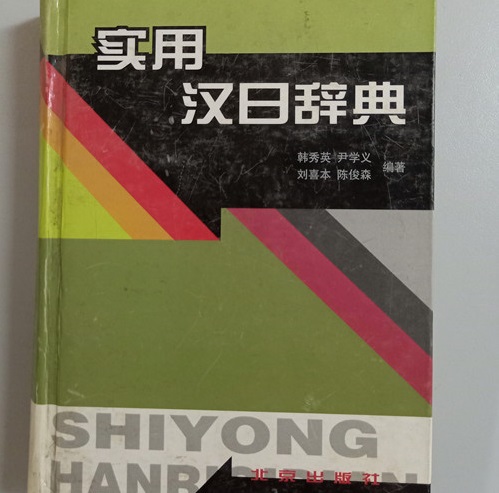 实用
汉日辞典
韩秀英 尹学义
刘喜本 陈俊森 编著
SHIYONG
北京出版社